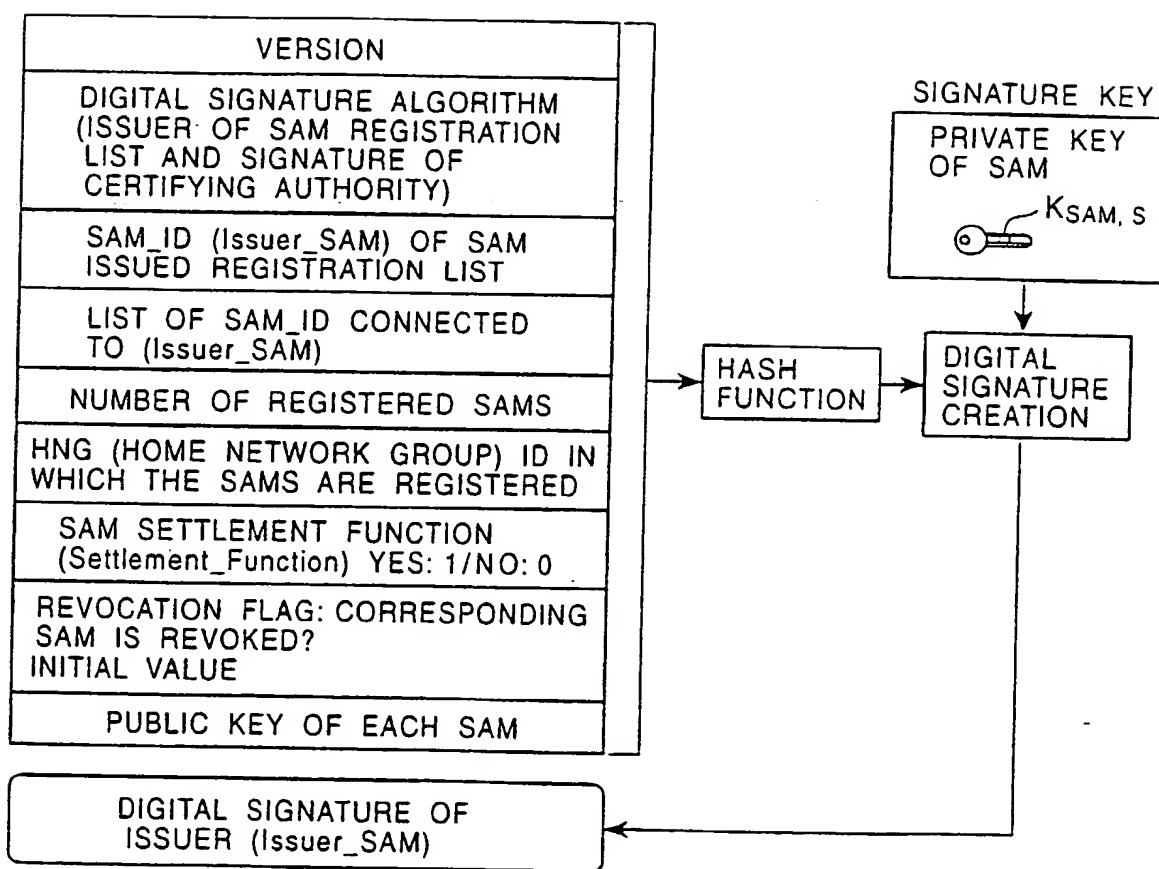 VERSION
DIGITAL SIGNATURE ALGORITHM
(ISSUER OF SAM REGISTRATION
LIST AND SIGNATURE OF
CERTIFYING AUTHORITY)
SAM_ID (Issuer_SAM) OF SAM
ISSUED REGISTRATION LIST
LIST OF SAM_ID CONNECTED
TO (Issuer_SAM)
NUMBER OF REGISTERED SAMS
HNG (HOME NETWORK GROUP) ID IN
WHICH THE SAMS ARE REGISTERED
SAM SETTLEMENT FUNCTION
(Settlement_Function) YES: 1/NO: 0
REVOCATION FLAG: CORRESPONDING
SAM IS REVOKED?
INITIAL VALUE
PUBLIC KEY OF EACH SAM
DIGITAL SIGNATURE OF
ISSUER (Issuer_SAM)
HASH
FUNCTION
SIGNATURE KEY
PRIVATE KEY
OF SAM
KSAM, S
DIGITAL
SIGNATURE
CREATION